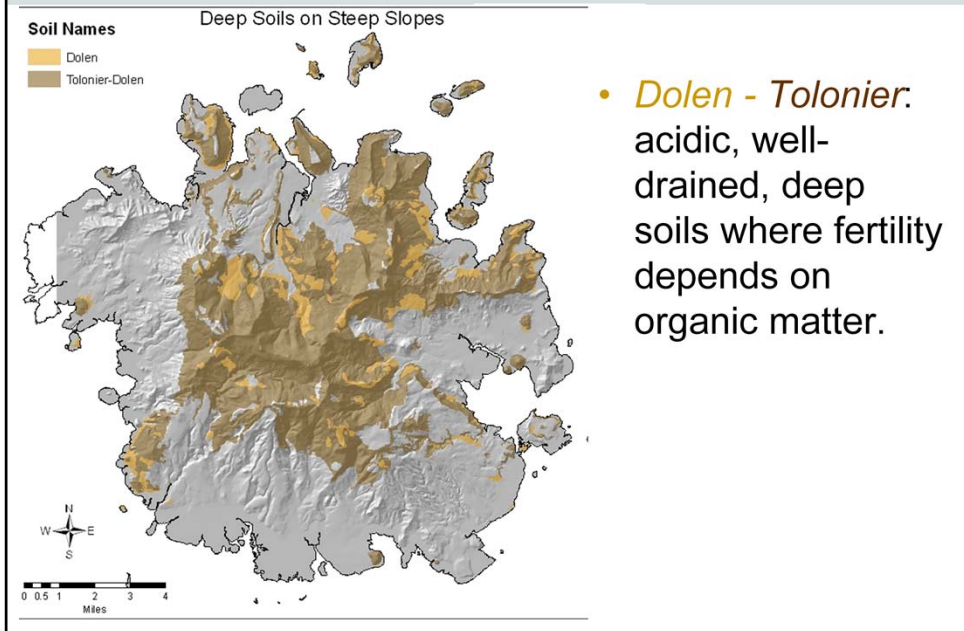 Deep Soils on Steep Slopes
Soil Names
Dolen
Tolonier-Dolen
N
W E
S
0 0.5 1 2 3 4
Miles
• Dolen - Tolonier:
acidic, well-
drained, deep
soils where fertility
depends on
organic matter.